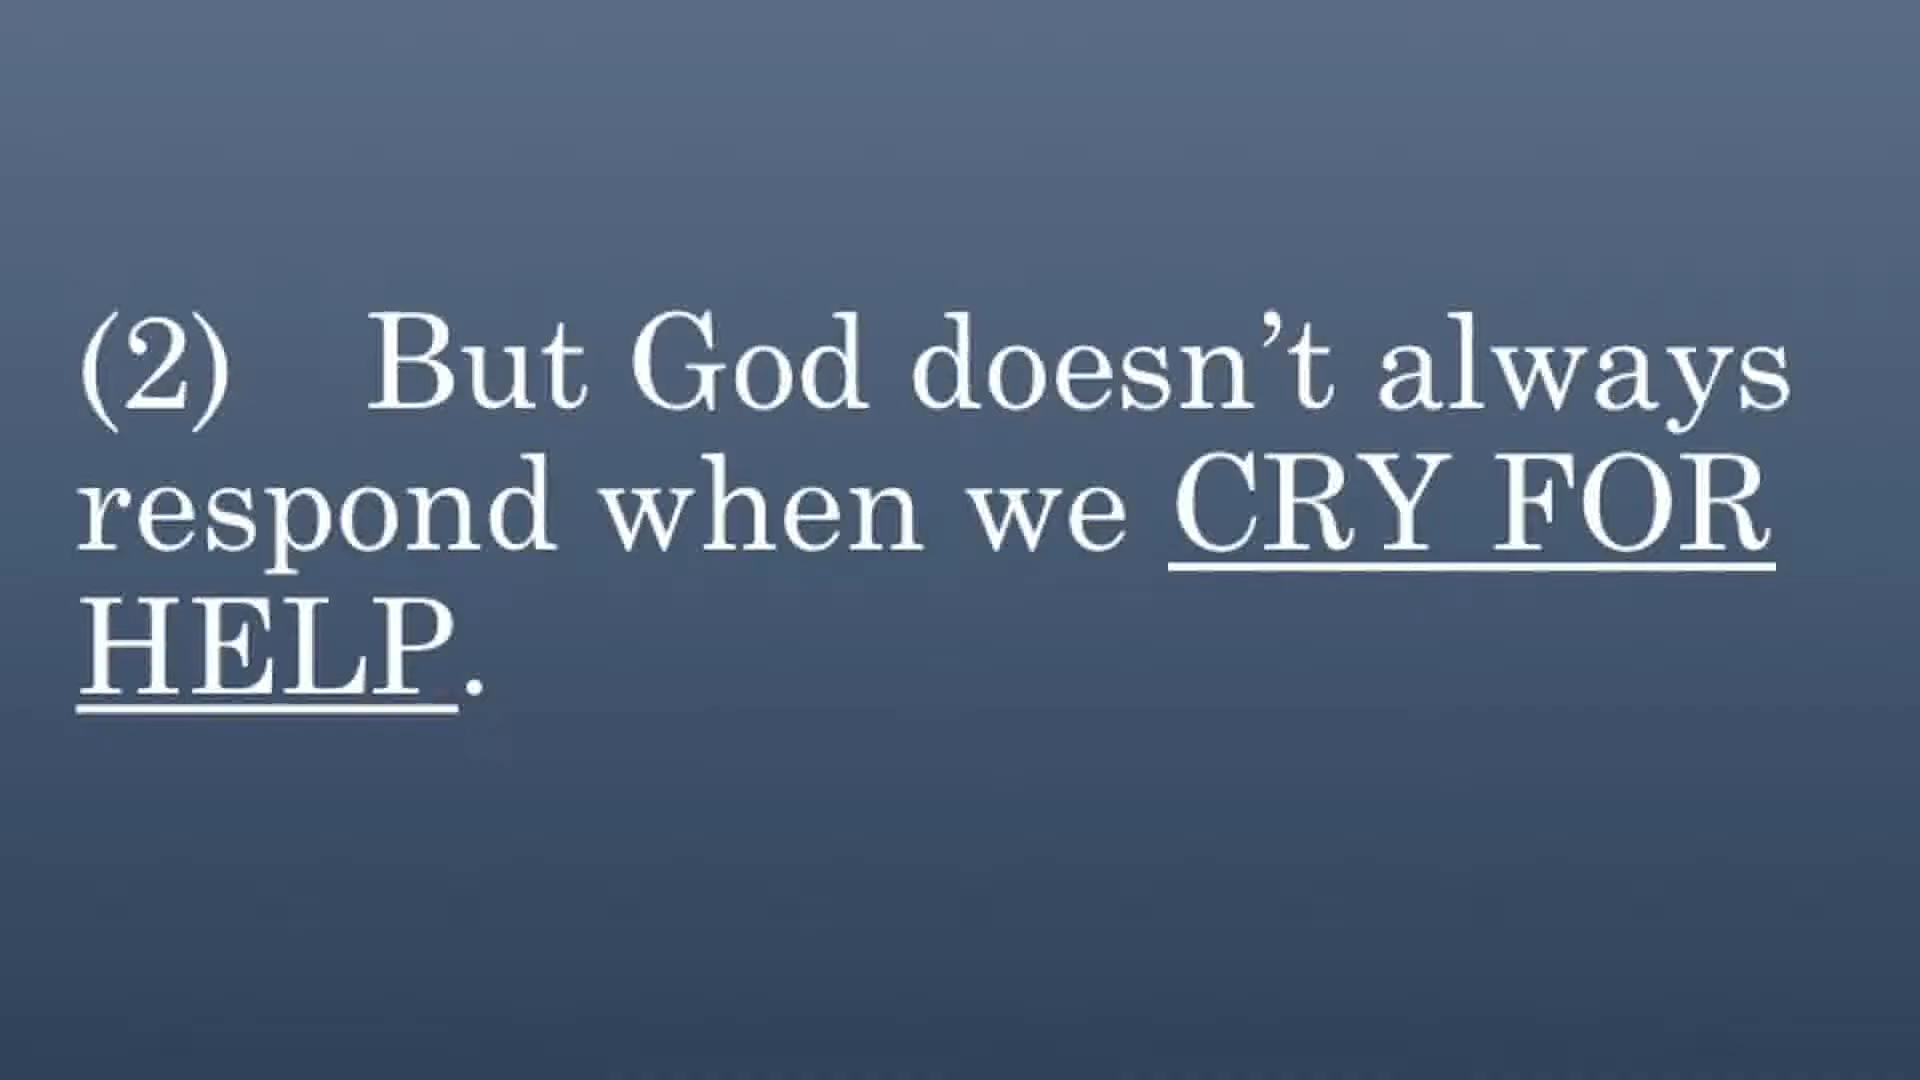 (2) But God doesn’t always
respond when we CRY FOR
HELP.